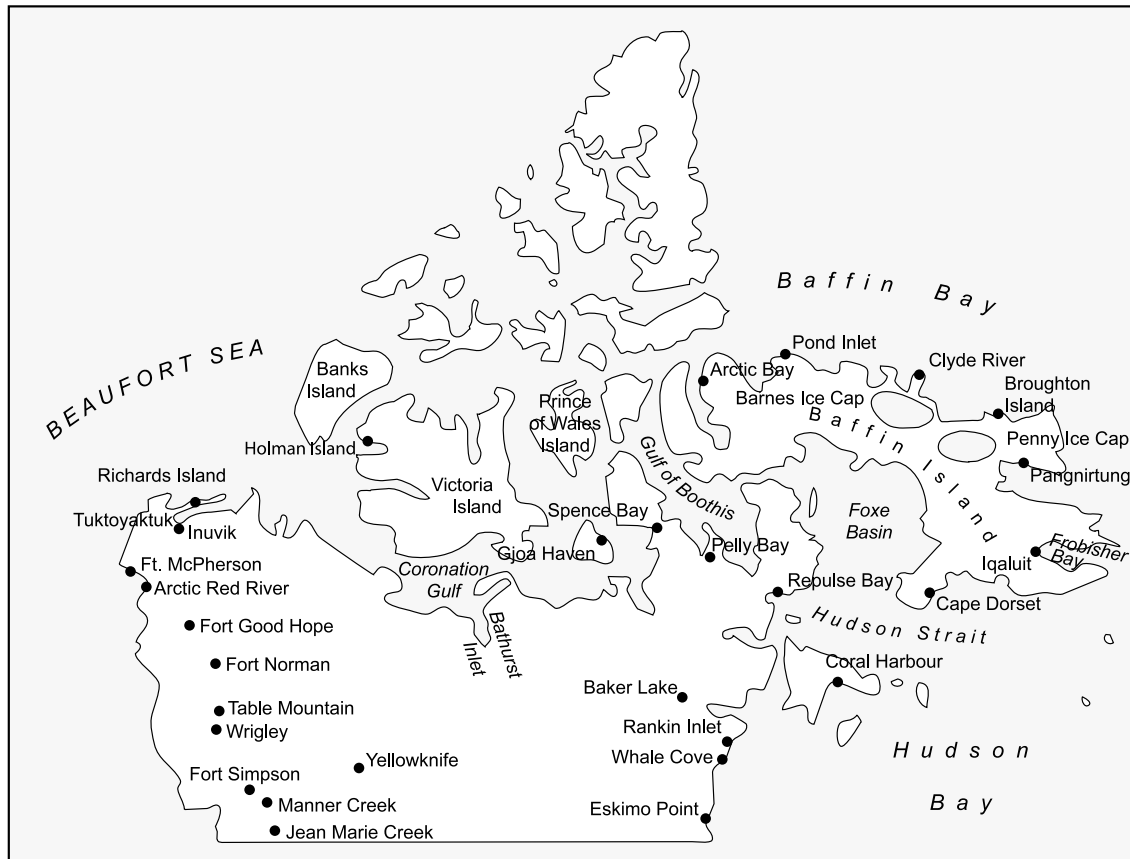 Baffin Bay
BEAUFORT SEA
Pond Inlet
Clyde River
Arctic Bay
Banks
Island
Barnes Ice Cap
Broughton
Island
Prince
of Wales
Island
Baffin Island
Holman Island
Penny Ice Cap
Pangnirtung
Gulf of Boothis
Richards Island
Victoria
Island
Tuktoyaktuk
Inuvik
Spence Bay
Foxe
Basin
Gjoa Haven
Pelly Bay
Frobisher
Bay
Iqaluit
Ft. McPherson
Coronation
Gulf
Arctic Red River
Repulse Bay
Cape Dorset
Bathurst
Inlet
Fort Good Hope
Hudson Strait
Fort Norman
Coral Harbour
Baker Lake
Table Mountain
Wrigley
Rankin Inlet
Whale Cove
Hudson
Bay
Yellowknife
Fort Simpson
Manner Creek
Jean Marie Creek
Eskimo Point